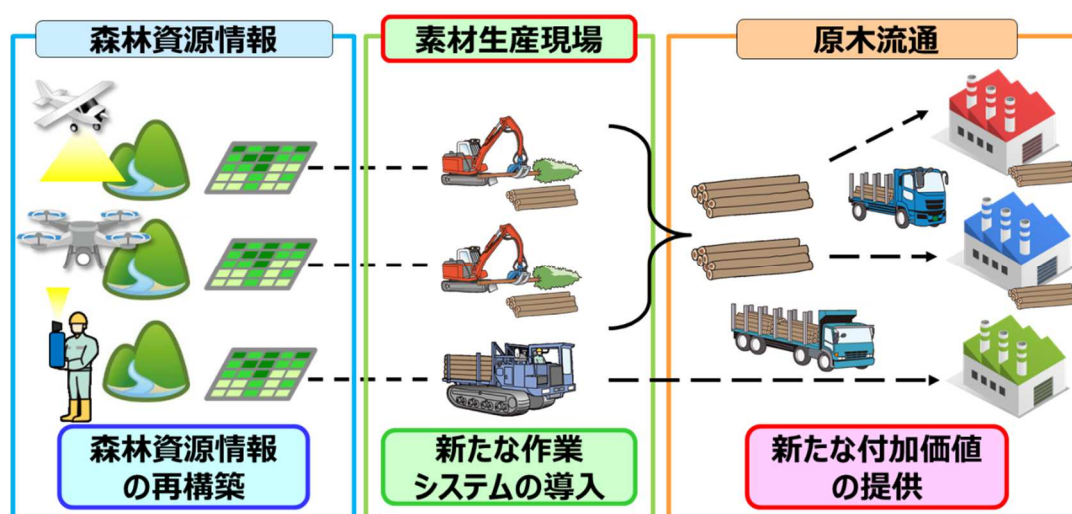 森林資源情報
素材生産現場
原木流通
森林資源情報
の再構築
新たな作業
システムの導入
新たな付加価値
の提供